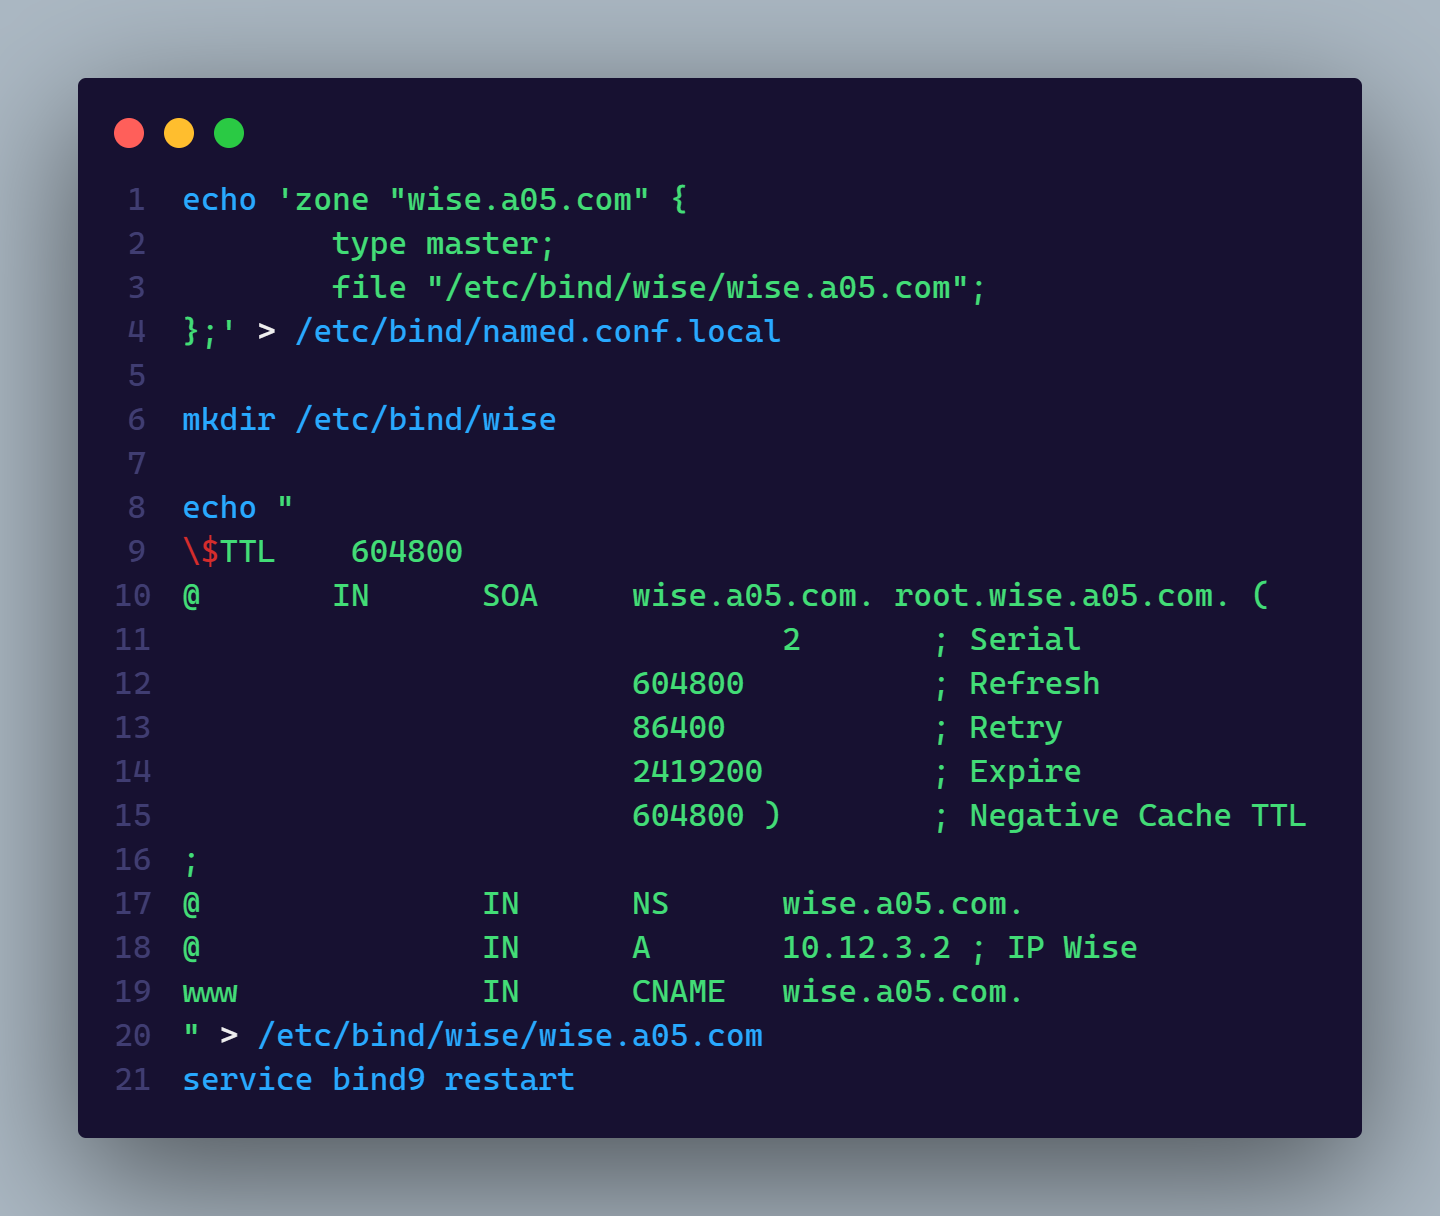 1 echo 'zone "wise.a05.com" {
2         type master;
3         file "/etc/bind/wise/wise.a05.com";
4 };' > /etc/bind/named.conf.local
5
6 mkdir /etc/bind/wise
7
8 echo "
9 \$TTL    604800
10 @       IN      SOA     wise.a05.com. root.wise.a05.com. (
11                                 2       ; Serial
12                         604800          ; Refresh
13                         86400           ; Retry
14                         2419200         ; Expire
15                         604800 )        ; Negative Cache TTL
16 ;
17 @               IN      NS      wise.a05.com.
18 @               IN      A       10.12.3.2 ; IP Wise
19 www             IN      CNAME   wise.a05.com.
20 " > /etc/bind/wise/wise.a05.com
21 service bind9 restart